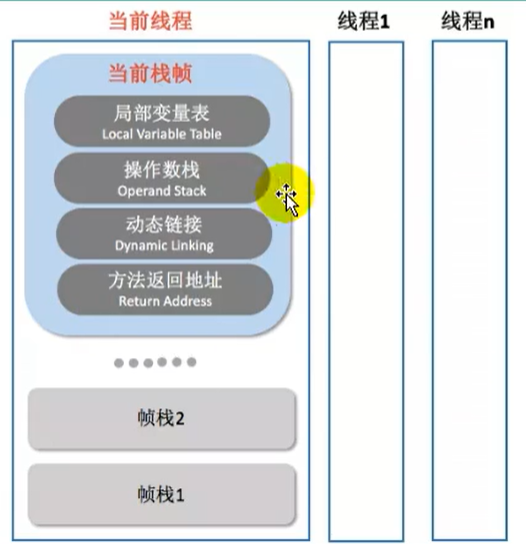 当前线程
线程1
线程n
当前栈帧
局部变量表
Local Variable Table
操作数栈
Operand Stack
动态链接
Dynamic Linking
方法返回地址
Return Address
帧栈2
帧栈1